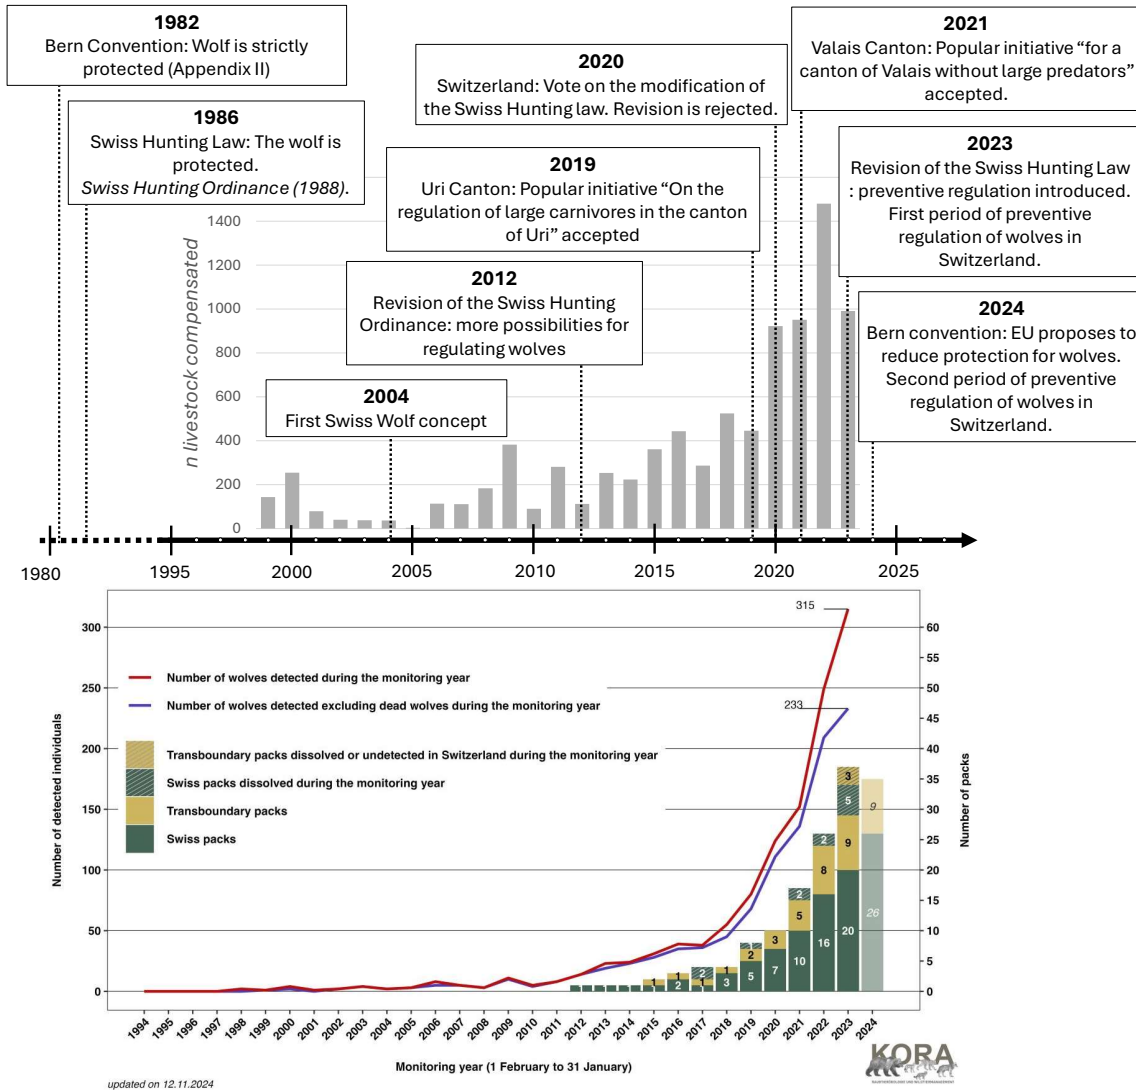 1982
Bern Convention: Wolf is strictly
protected (Appendix II)
1986
Swiss Hunting Law: The wolf is
protected.
Swiss Hunting Ordinance (1988).
2020
Switzerland: Vote on the modification of
the Swiss Hunting law. Revision is rejected.
2021
Valais Canton: Popular initiative “for a
canton of Valais without large predators”
accepted.
2019
Uri Canton: Popular initiative “On the
regulation of large carnivores in the canton
of Uri” accepted
2023
Revision of the Swiss Hunting Law
: preventive regulation introduced.
First period of preventive
regulation of wolves in
Switzerland.
2012
Revision of the Swiss Hunting
Ordinance: more possibilities for
regulating wolves
2024
Bern convention: EU proposes to
reduce protection for wolves.
Second period of preventive
regulation of wolves in
Switzerland.
2004
First Swiss Wolf concept
n livestock compensated
1400
1200
1000
800
600
400
200
0
1980 1995 2000 2005 2010 2015 2020 2025
315
233
Number of wolves detected during the monitoring year
Number of wolves detected excluding dead wolves during the monitoring year
Transboundary packs dissolved or undetected in Switzerland during the monitoring year
Swiss packs dissolved during the monitoring year
Transboundary packs
Swiss packs
Number of detected individuals
300
250
200
150
100
50
0
Number of packs
60
55
50
45
40
35
30
25
20
15
10
5
0
1
1
2
2
1
1
3
2
5
3
7
2
5
10
2
8
16
3
5
9
20
9
26
1994 1995 1996 1997 1998 1999 2000 2001 2002 2003 2004 2005 2006 2007 2008 2009 2010 2011 2012 2013 2014 2015 2016 2017 2018 2019 2020 2021 2022 2023 2024
Monitoring year (1 February to 31 January)
KORA
updated on 12.11.2024